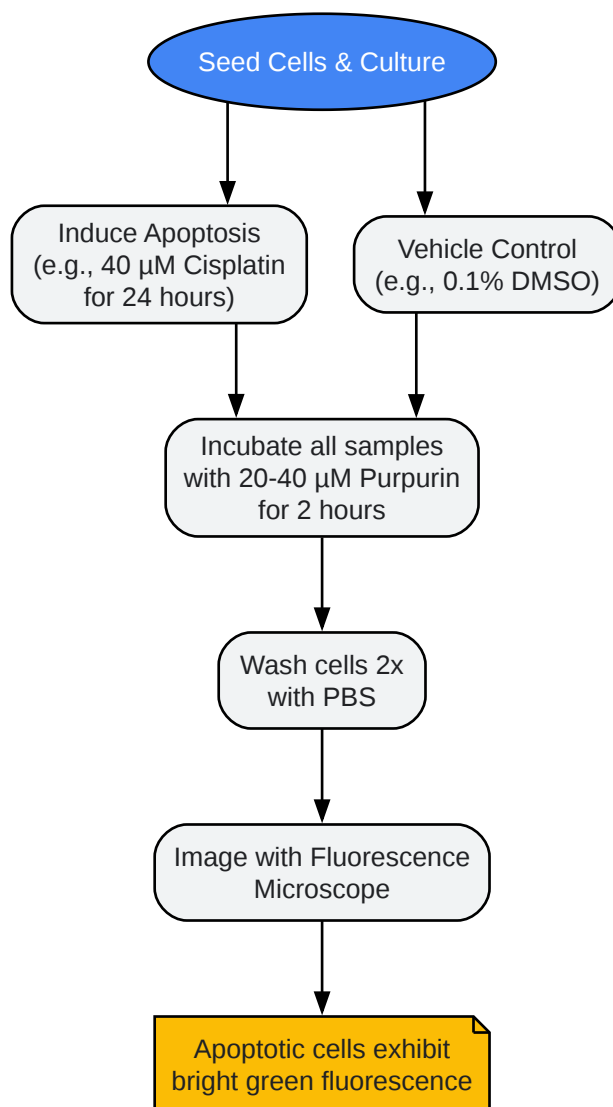 Seed Cells & Culture
Induce Apoptosis
(e.g., 40 µM Cisplatin
for 24 hours)
Vehicle Control
(e.g., 0.1% DMSO)
Incubate all samples
with 20-40 µM Purpurin
for 2 hours
Wash cells 2x
with PBS
Image with Fluorescence
Microscope
Apoptotic cells exhibit
bright green fluorescence